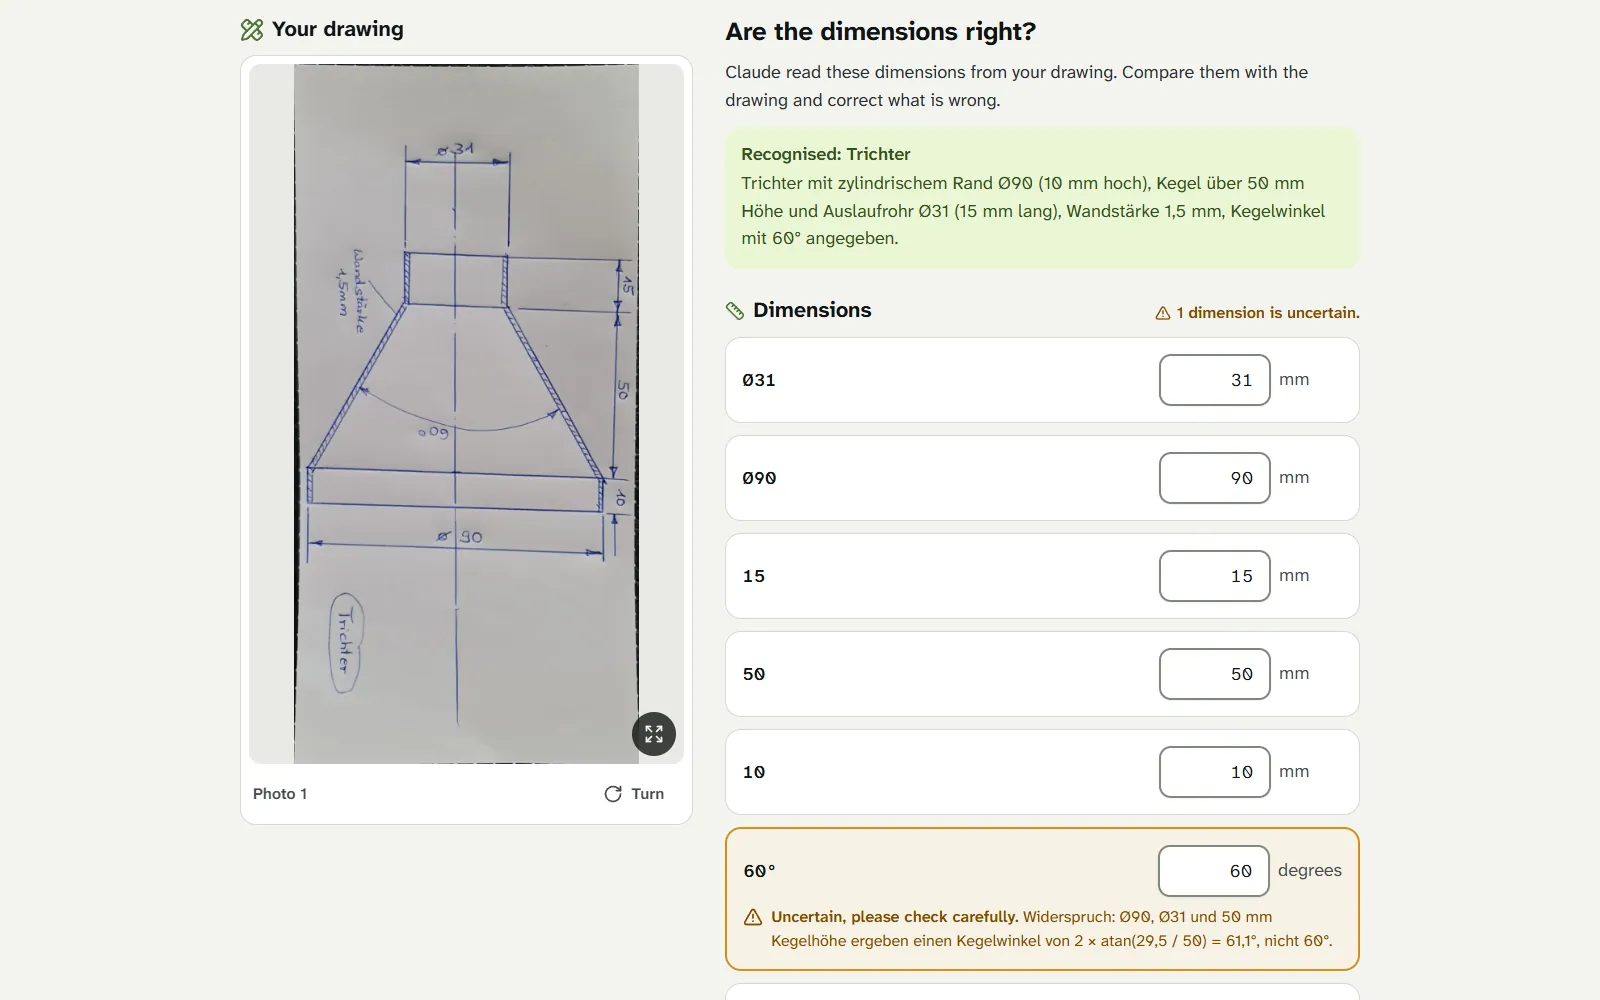 Your drawing
ø31
15
Wandstärke
1,5mm
50
60°
10
ø 90
Trichter
Photo 1
Turn
Are the dimensions right?
Claude read these dimensions from your drawing. Compare them with the
drawing and correct what is wrong.
Recognised: Trichter
Trichter mit zylindrischem Rand Ø90 (10 mm hoch), Kegel über 50 mm
Höhe und Auslaufrohr Ø31 (15 mm lang), Wandstärke 1,5 mm, Kegelwinkel
mit 60° angegeben.
Dimensions
1 dimension is uncertain.
Ø31 31 mm
Ø90 90 mm
15 15 mm
50 50 mm
10 10 mm
60° 60 degrees
Uncertain, please check carefully. Widerspruch: Ø90, Ø31 und 50 mm
Kegelhöhe ergeben einen Kegelwinkel von 2 × atan(29,5 / 50) = 61,1°, nicht 60°.